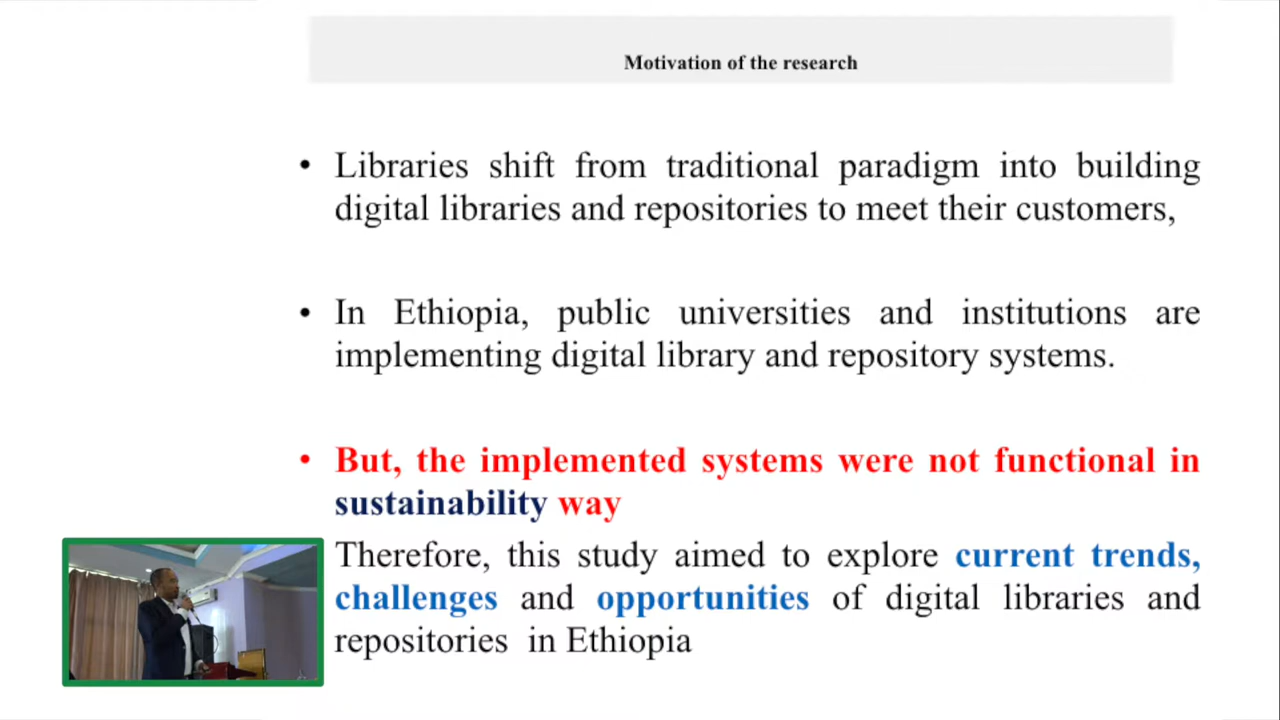 Motivation of the research
• Libraries shift from traditional paradigm into building
digital libraries and repositories to meet their customers,
• In Ethiopia, public universities and institutions are
implementing digital library and repository systems.
• But, the implemented systems were not functional in
sustainability way
Therefore, this study aimed to explore current trends,
challenges and opportunities of digital libraries and
repositories in Ethiopia